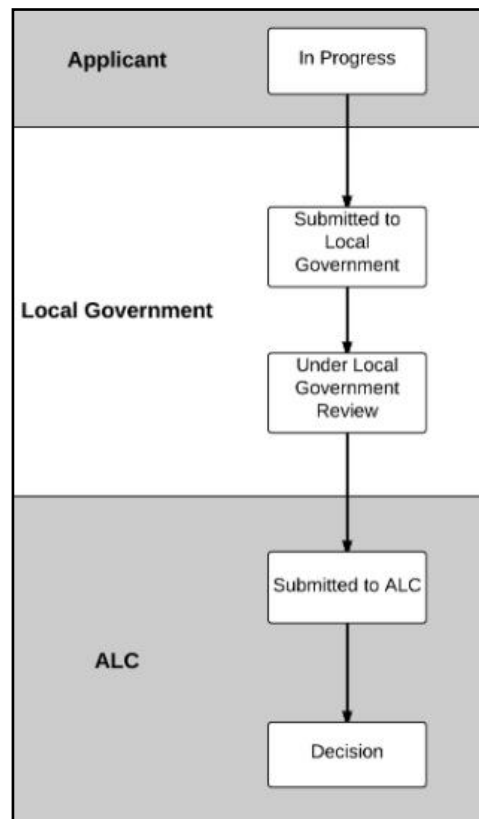 Applicant
In Progress
Submitted to
Local
Government
Local Government
Under Local
Government
Review
Submitted to ALC
ALC
Decision